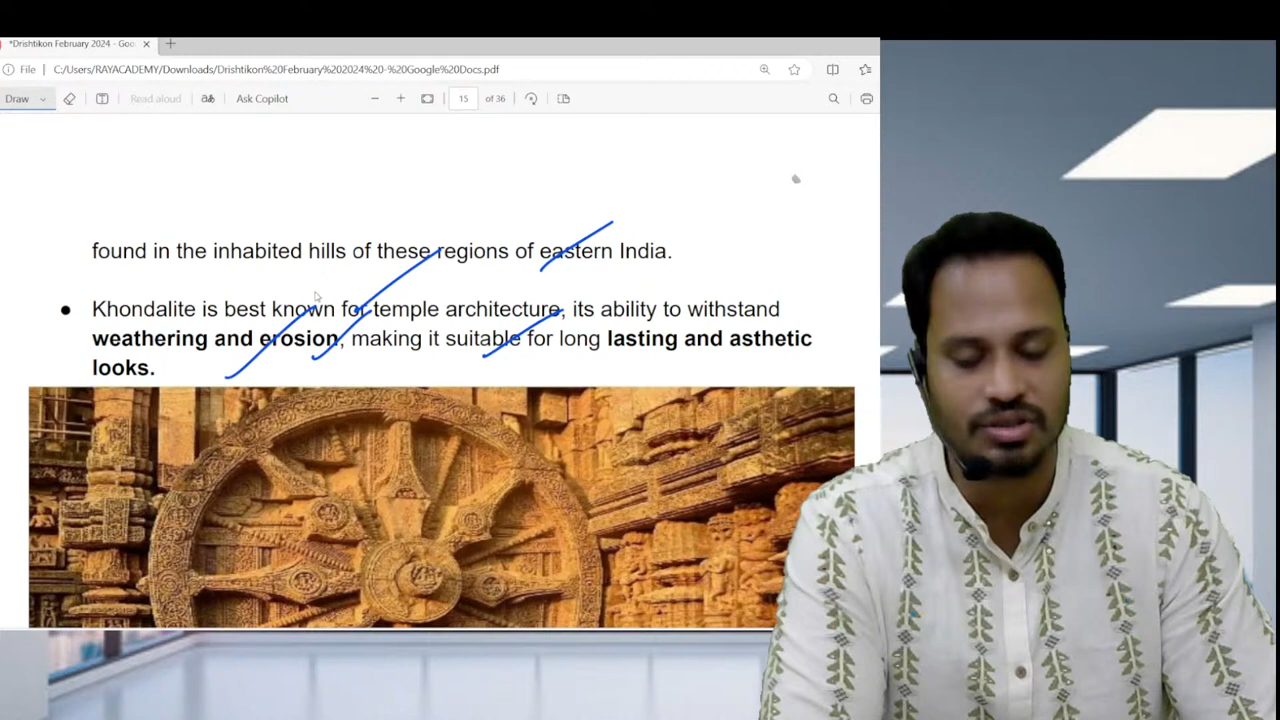 *Drishtikon February 2024 - Goo
File C:/Users/RAYACADEMY/Downloads/Drishtikon%20February%202024%20-%20Google%20Docs.pdf
Draw Read aloud Ask Copilot 15 of 36
found in the inhabited hills of these regions of eastern India.
● Khondalite is best known for temple architecture, its ability to withstand
weathering and erosion, making it suitable for long lasting and asthetic
looks.